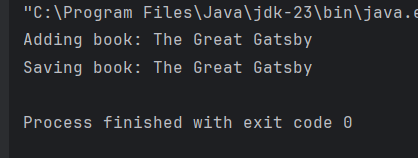 "C:\Program Files\Java\jdk-23\bin\java.e
Adding book: The Great Gatsby
Saving book: The Great Gatsby
Process finished with exit code 0